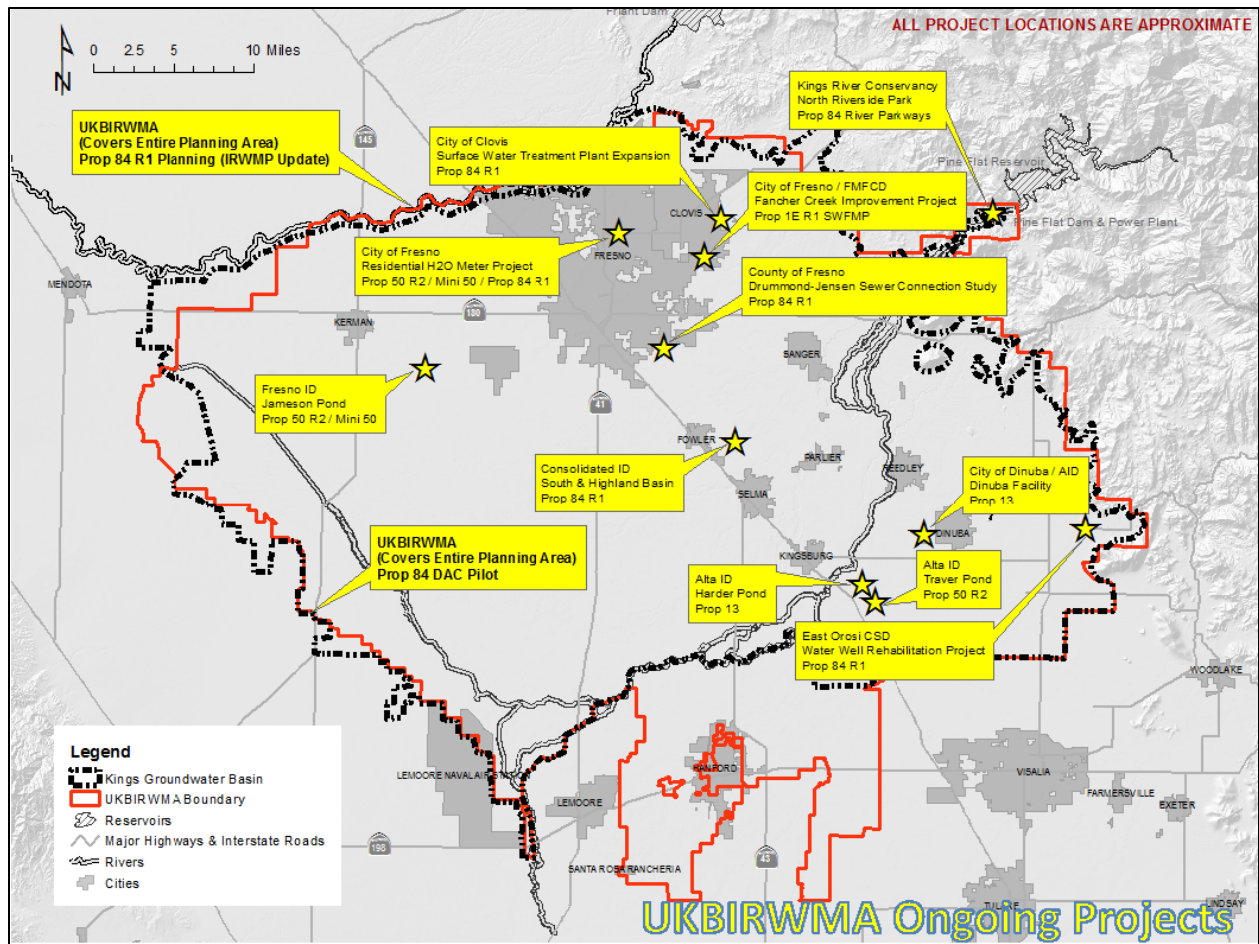 Friant Dam
ALL PROJECT LOCATIONS ARE APPROXIMATE
0 2.5 5 10 Miles
N
Kings River Conservancy
North Riverside Park
Prop 84 River Parkways
UKBIRWMA
(Covers Entire Planning Area)
Prop 84 R1 Planning (IRWMP Update)
145
City of Clovis
Surface Water Treatment Plant Expansion
Prop 84 R1
Pine Flat Reservoir
City of Fresno / FMFCD
Fancher Creek Improvement Project
Prop 1E R1 SWFMP
CLOVIS
Pine Flat Dam & Power Plant
City of Fresno
Residential H2O Meter Project
Prop 50 R2 / Mini 50 / Prop 84 R1
FRESNO
County of Fresno
Drummond-Jensen Sewer Connection Study
Prop 84 R1
MENDOTA
KERMAN
180
SANGER
Fresno ID
Jameson Pond
Prop 50 R2 / Mini 50
41
FOWLER
PARLIER
REEDLEY
Consolidated ID
South & Highland Basin
Prop 84 R1
SELMA
City of Dinuba / AID
Dinuba Facility
Prop 13
DINUBA
UKBIRWMA
(Covers Entire Planning Area)
Prop 84 DAC Pilot
KINGSBURG
Alta ID
Harder Pond
Prop 13
Alta ID
Traver Pond
Prop 50 R2
East Orosi CSD
Water Well Rehabilitation Project
Prop 84 R1
WOODLAKE
Legend
Kings Groundwater Basin
UKBIRWMA Boundary
Reservoirs
Major Highways & Interstate Roads
Rivers
Cities
LEMOORE NAVAL AIR STATION
HANFORD
VISALIA
LEMOORE
FARMERSVILLE
EXETER
198
SANTA ROSA RANCHERIA
43
TULARE
LINDSAY
UKBIRWMA Ongoing Projects